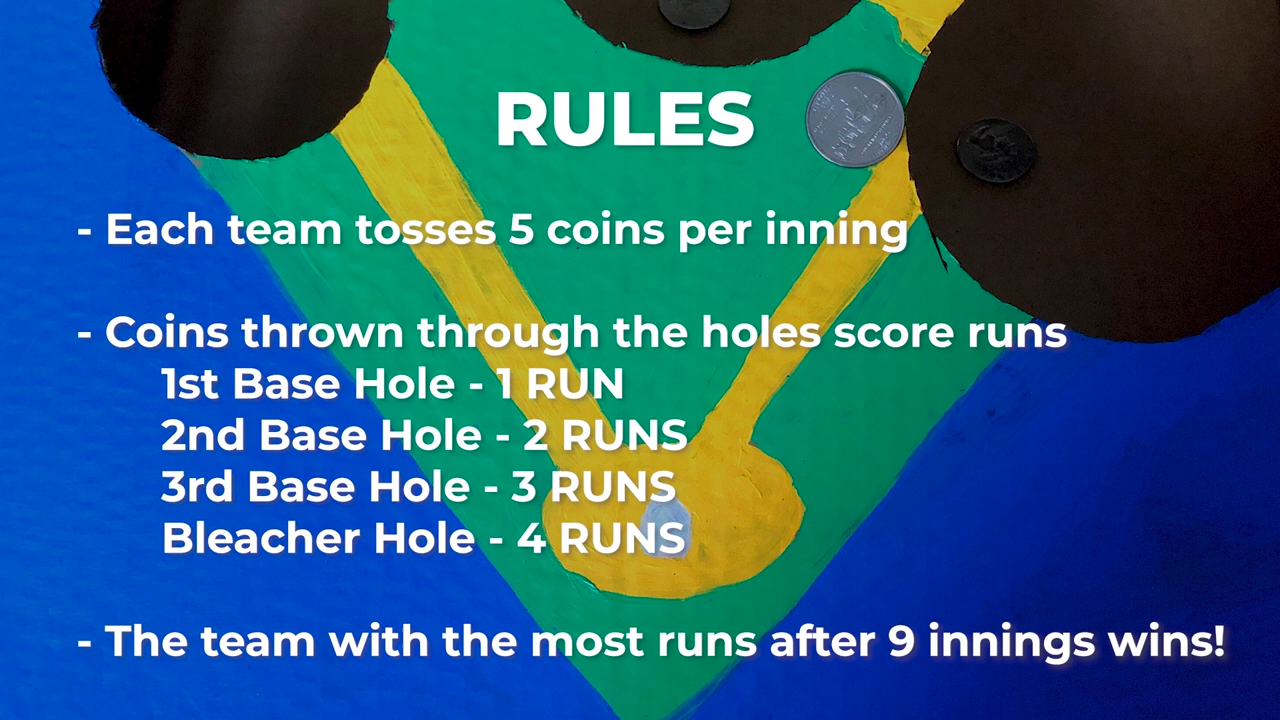 RULES
- Each team tosses 5 coins per inning
- Coins thrown through the holes score runs
1st Base Hole - 1 RUN
2nd Base Hole - 2 RUNS
3rd Base Hole - 3 RUNS
Bleacher Hole - 4 RUNS
- The team with the most runs after 9 innings wins!